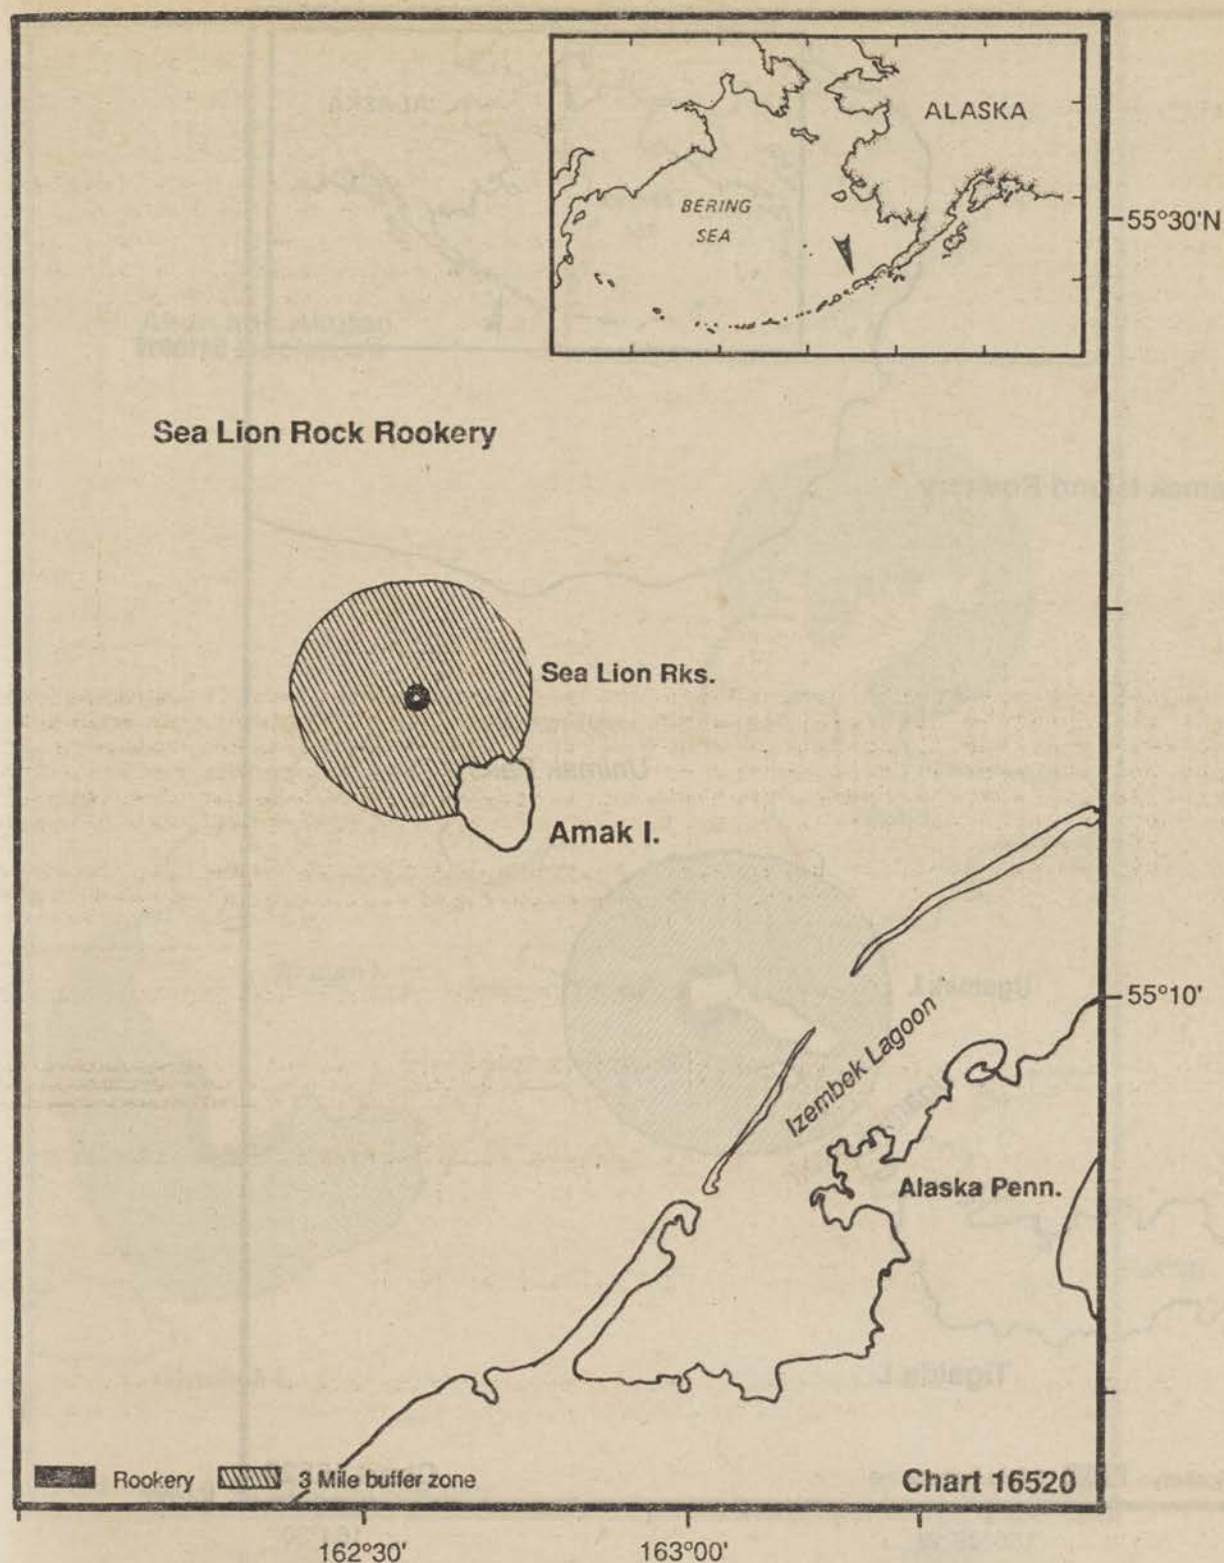 ALASKA
BERING
SEA
55°30'N
Sea Lion Rock Rookery
Sea Lion Rks.
Amak I.
55°10'
Izembek Lagoon
Alaska Penn.
Rookery
3 Mile buffer zone
Chart 16520
162°30'
163°00'